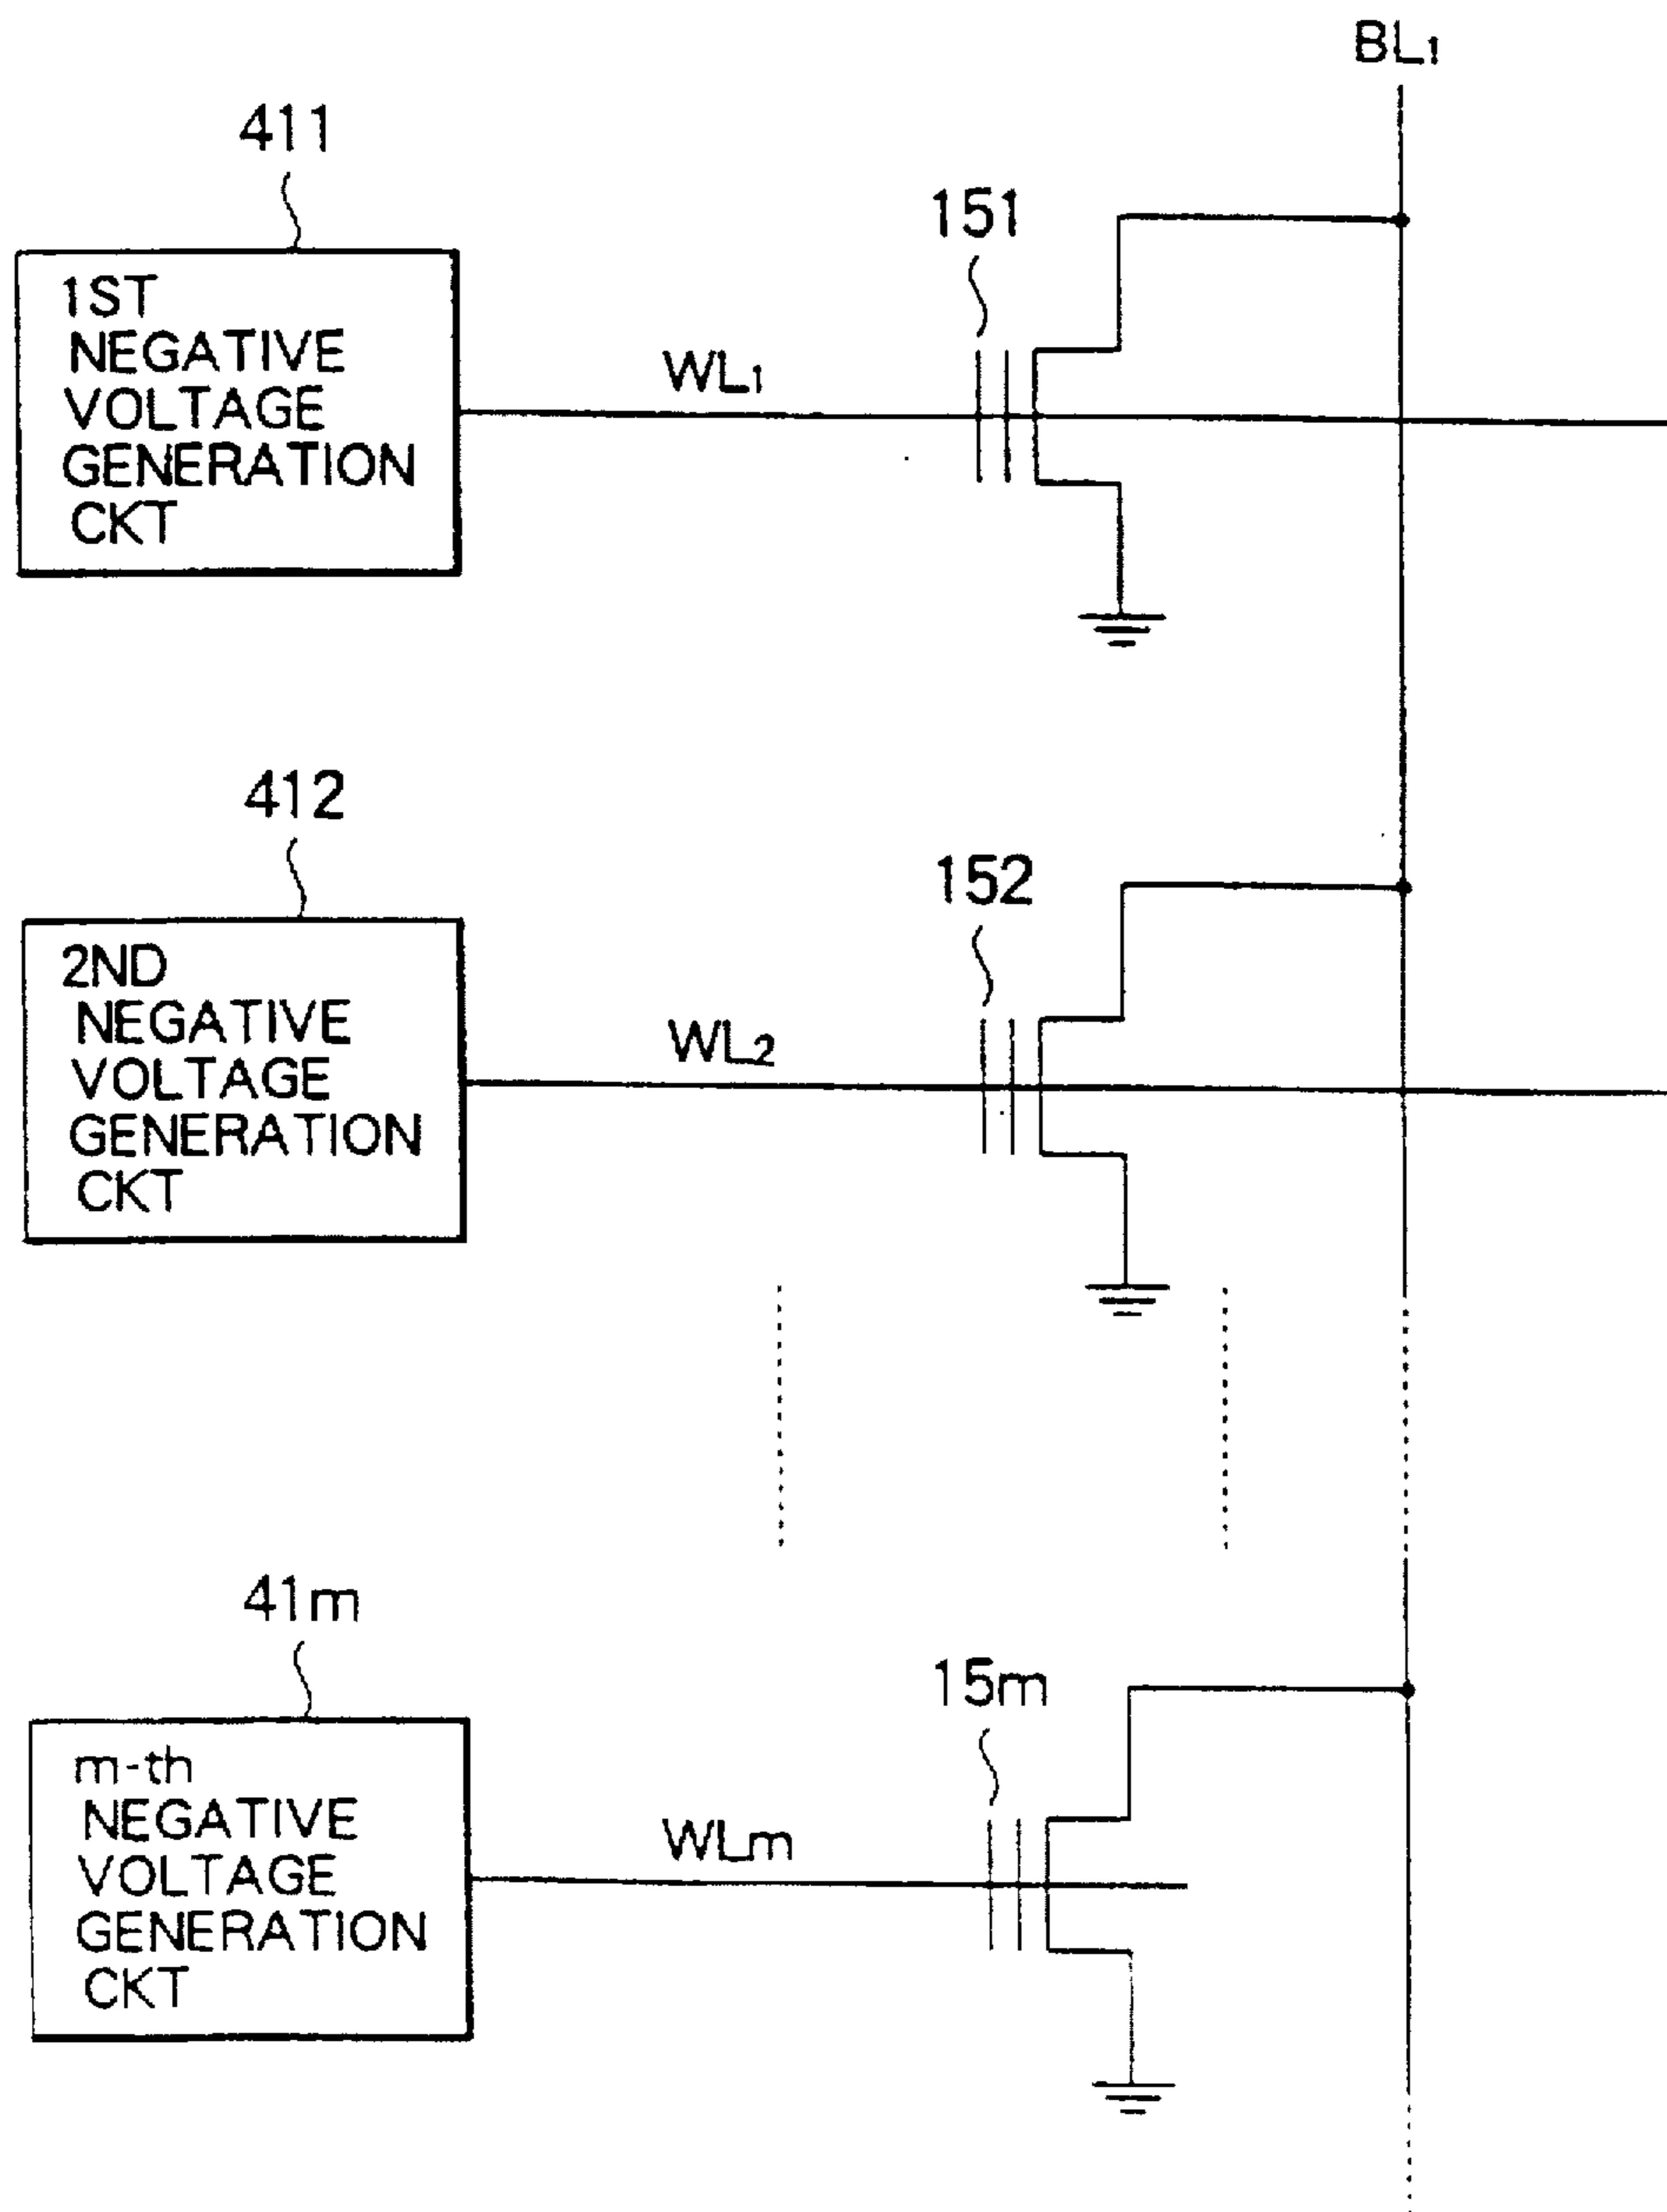 BL1
411
151
1ST
NEGATIVE
VOLTAGE
GENERATION
CKT
WL1
412
152
2ND
NEGATIVE
VOLTAGE
GENERATION
CKT
WL2
41m
15m
m-th
NEGATIVE
VOLTAGE
GENERATION
CKT
WLm